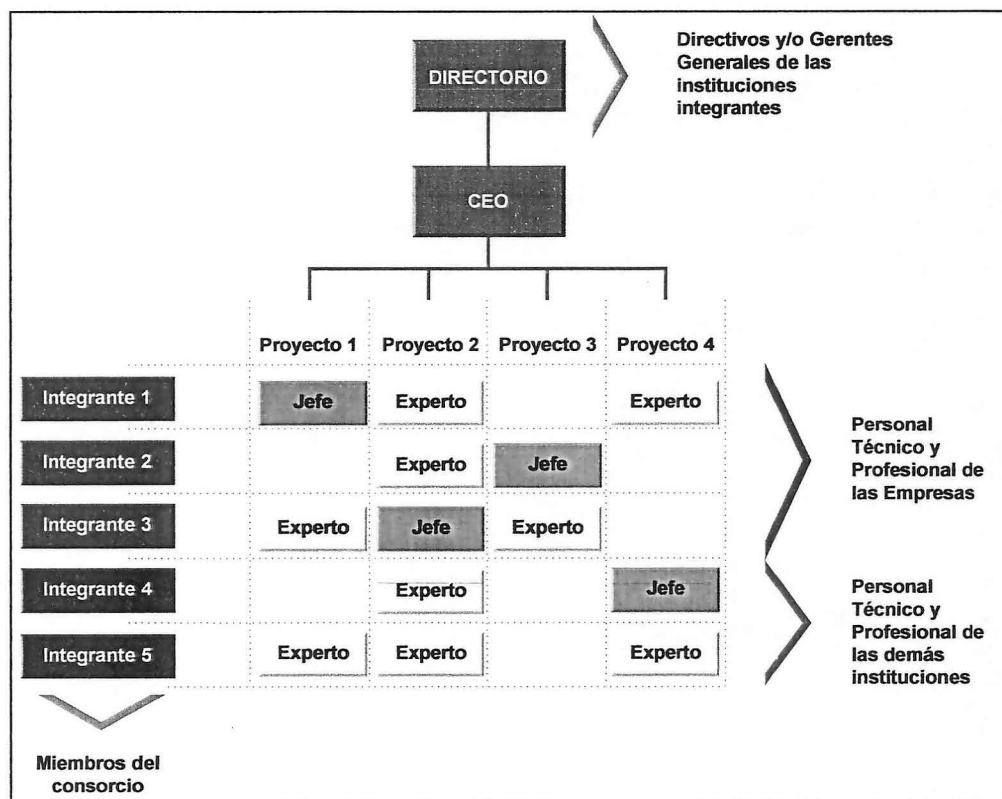 DIRECTORIO
Directivos y/o Gerentes
Generales de las
instituciones
integrantes
CEO
Proyecto 1 Proyecto 2 Proyecto 3 Proyecto 4
Integrante 1 Jefe Experto Experto
Integrante 2 Experto Jefe
Integrante 3 Experto Jefe Experto
Personal
Técnico y
Profesional de
las Empresas
Integrante 4 Experto Jefe
Integrante 5 Experto Experto Experto
Personal
Técnico y
Profesional de
las demás
instituciones
Miembros del
consorcio